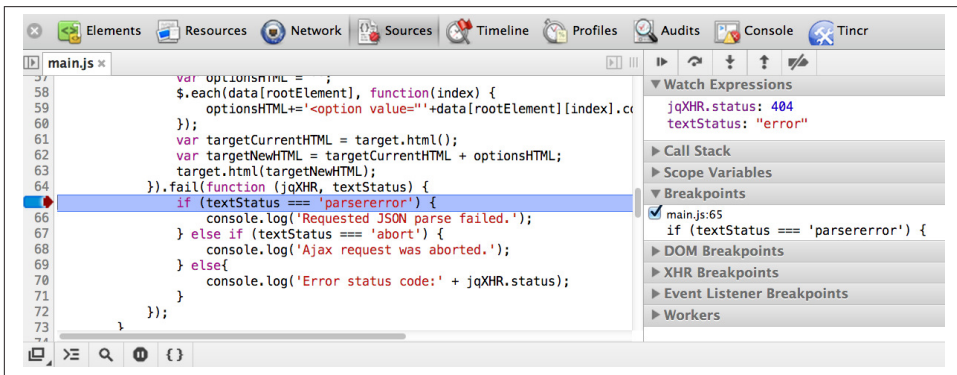 Elements Resources Network Sources Timeline Profiles Audits Console Tincr
main.js ×
57 var optionsHTML = '';
58 $.each(data[rootElement], function(index) {
59 optionsHTML+='<option value="'+data[rootElement][index].co
60 });
61 var targetCurrentHTML = target.html();
62 var targetNewHTML = targetCurrentHTML + optionsHTML;
63 target.html(targetNewHTML);
64 }).fail(function (jqXHR, textStatus) {
if (textStatus === 'parsererror') {
66 console.log('Requested JSON parse failed.');
67 } else if (textStatus === 'abort') {
68 console.log('Ajax request was aborted.');
69 } else{
70 console.log('Error status code:' + jqXHR.status);
71 }
72 });
73 }
74
Watch Expressions
jqXHR.status: 404
textStatus: "error"
Call Stack
Scope Variables
Breakpoints
main.js:65
if (textStatus === 'parsererror') {
DOM Breakpoints
XHR Breakpoints
Event Listener Breakpoints
Workers